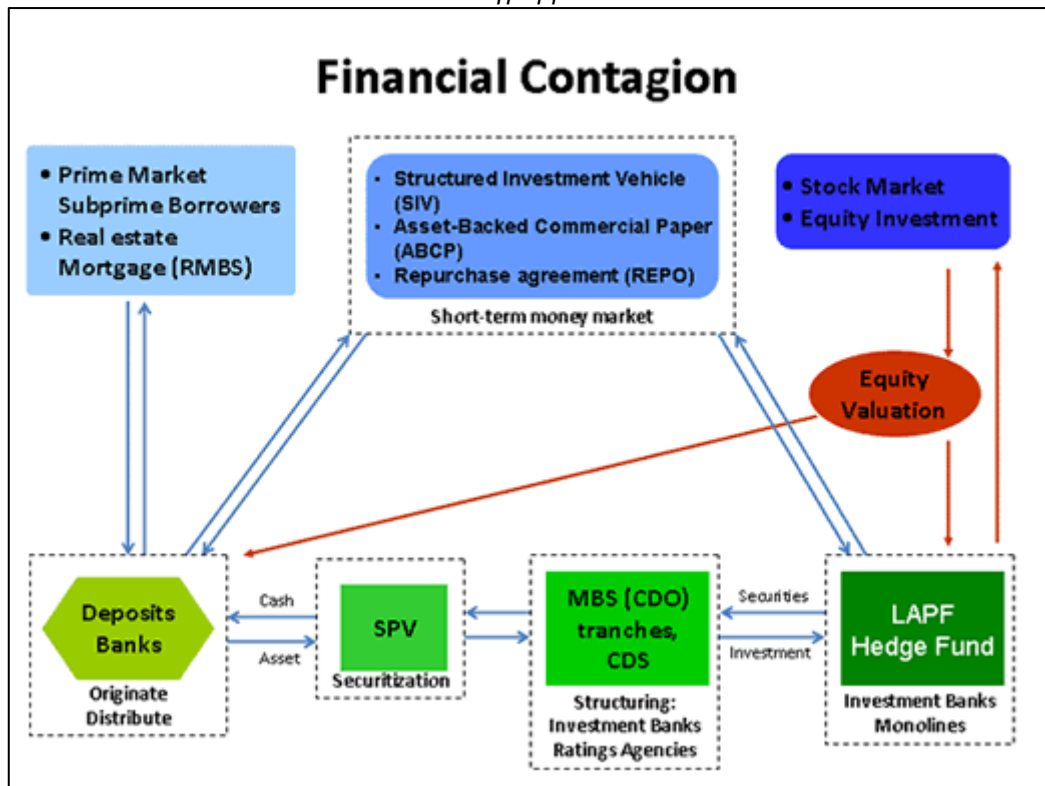 Financial Contagion
• Prime Market
Subprime Borrowers
• Real estate
Mortgage (RMBS)
• Structured Investment Vehicle
(SIV)
• Asset-Backed Commercial Paper
(ABCP)
• Repurchase agreement (REPO)
Short-term money market
• Stock Market
• Equity Investment
Equity
Valuation
Deposits
Banks
Originate
Distribute
Cash
Asset
SPV
Securitization
MBS (CDO)
tranches,
CDS
Structuring:
Investment Banks
Ratings Agencies
Securities
Investment
LAPF
Hedge Fund
Investment Banks
Monolines